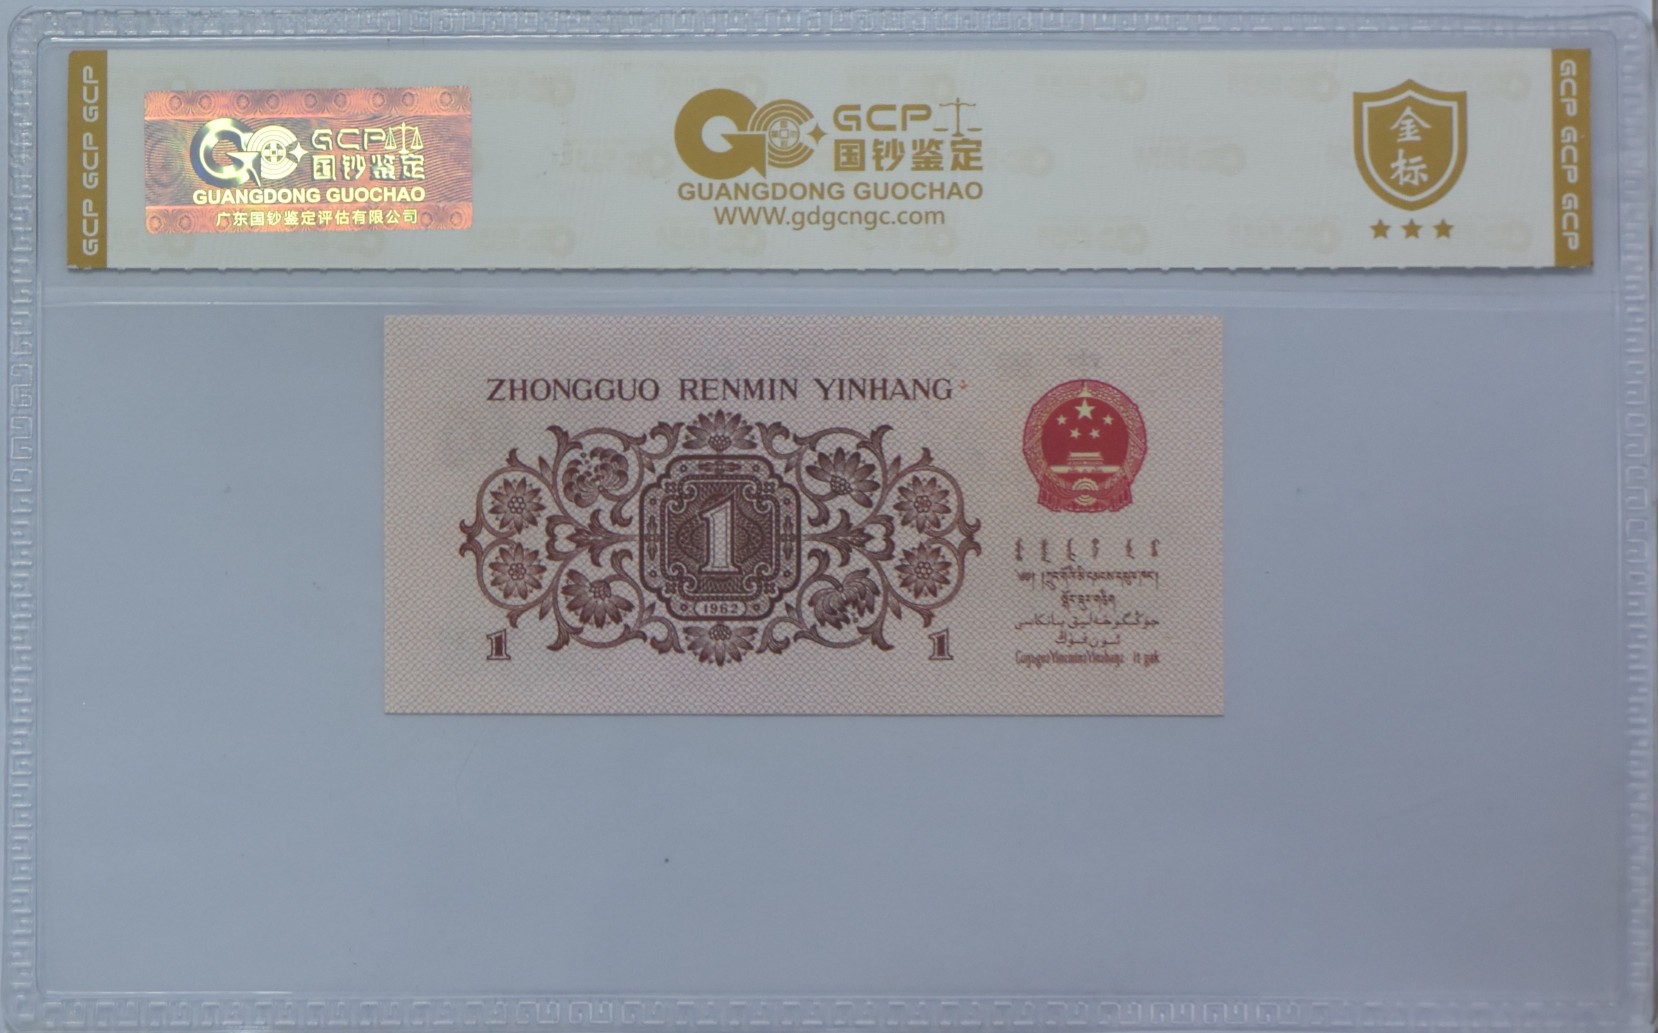 GCP GCP GCP
GCP
国钞鉴定
GUANGDONG GUOCHAO
广东国钞鉴定评估有限公司
GCP
国钞鉴定
GUANGDONG GUOCHAO
WWW.gdgcngc.com
金标
GCP GCP GCP
ZHONGGUO RENMIN YINHANG
1
1962
1
1